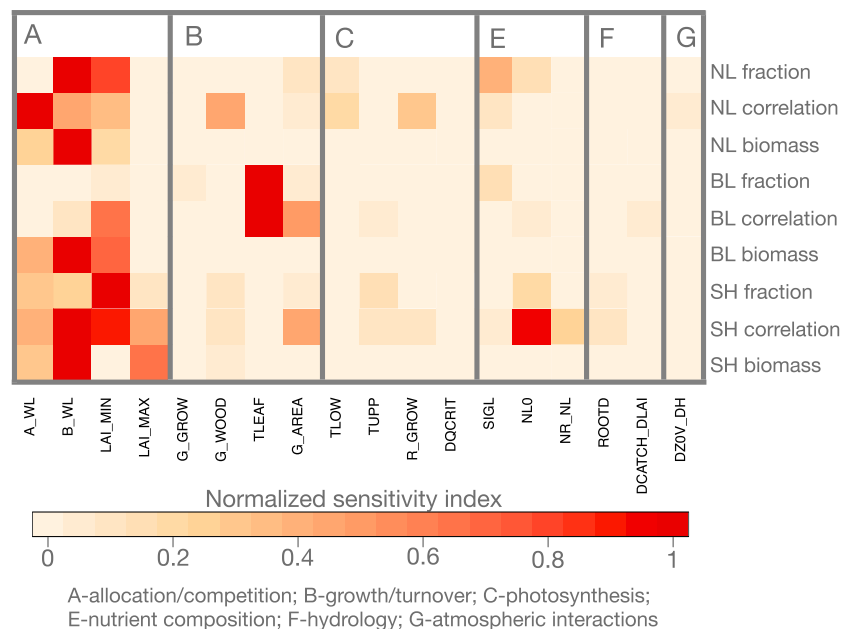 A B C E F G
NL fraction
NL correlation
NL biomass
BL fraction
BL correlation
BL biomass
SH fraction
SH correlation
SH biomass
A_WL
B_WL
LAI_MIN
LAI_MAX
G_GROW
G_WOOD
TLEAF
G_AREA
TLOW
TUPP
R_GROW
DQCRIT
SIGL
NL0
NR_NL
ROOTD
DCATCH_DLAI
DZ0V_DH
Normalized sensitivity index
0 0.2 0.4 0.6 0.8 1
A-allocation/competition; B-growth/turnover; C-photosynthesis;
E-nutrient composition; F-hydrology; G-atmospheric interactions